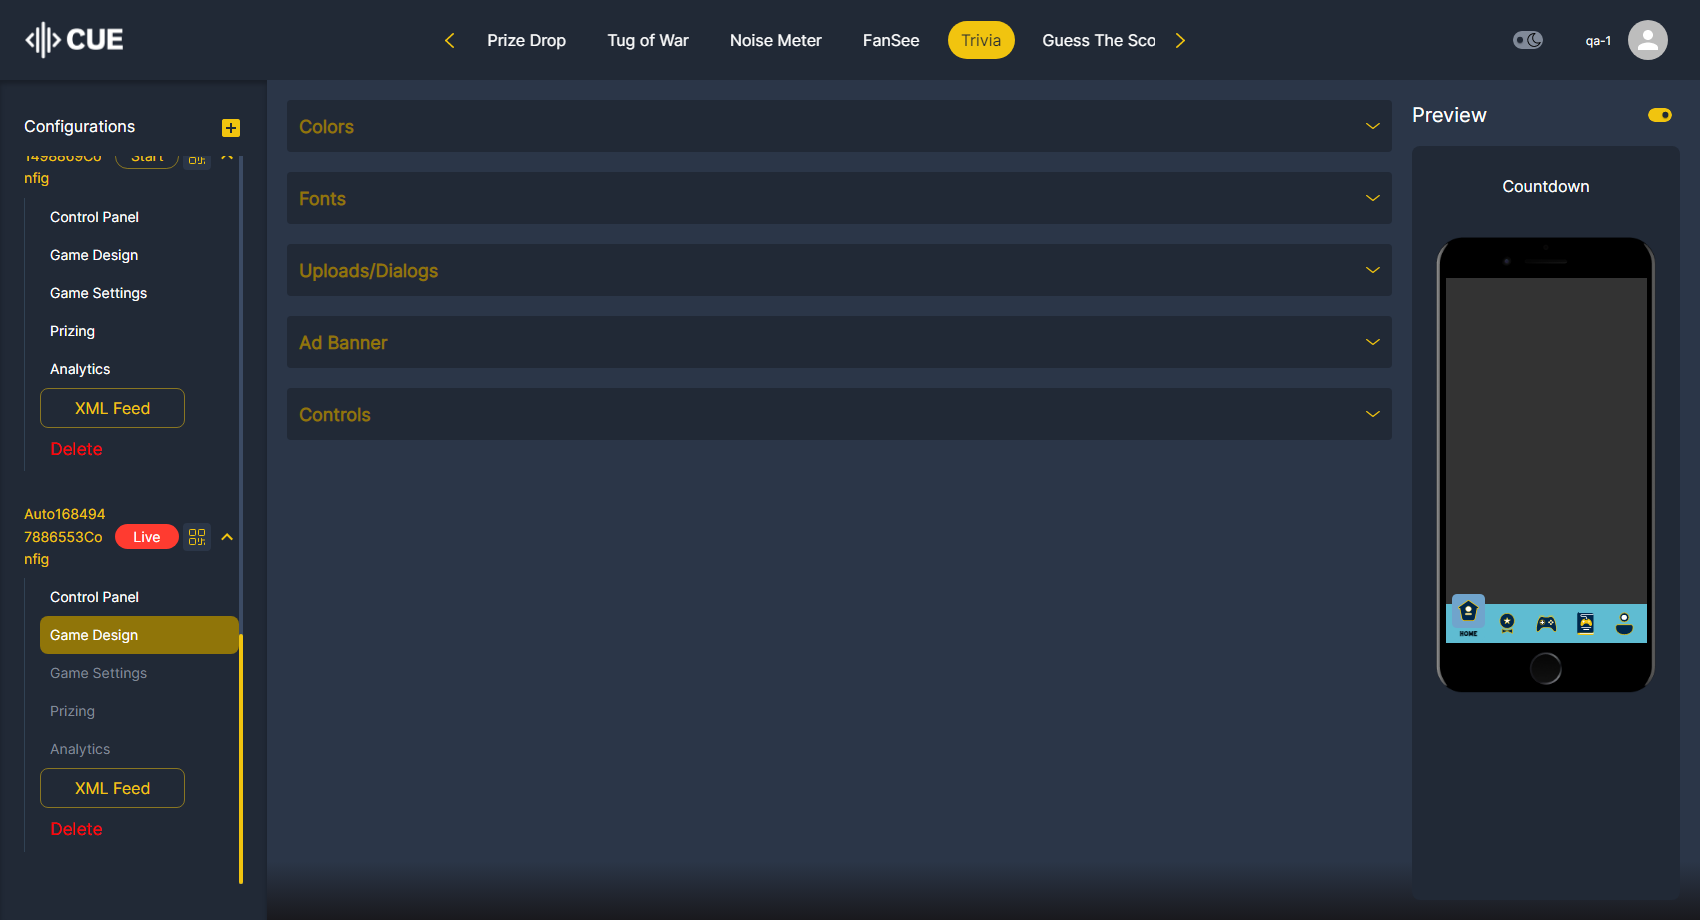 CUE
Prize Drop
Tug of War
Noise Meter
FanSee
Trivia
Guess The Sco
qa-1
Configurations
1498869Co
nfig
Start
Control Panel
Game Design
Game Settings
Prizing
Analytics
XML Feed
Delete
Auto168494
7886553Co
nfig
Live
Control Panel
Game Design
Game Settings
Prizing
Analytics
XML Feed
Delete
Colors
Fonts
Uploads/Dialogs
Ad Banner
Controls
Preview
Countdown
HOME